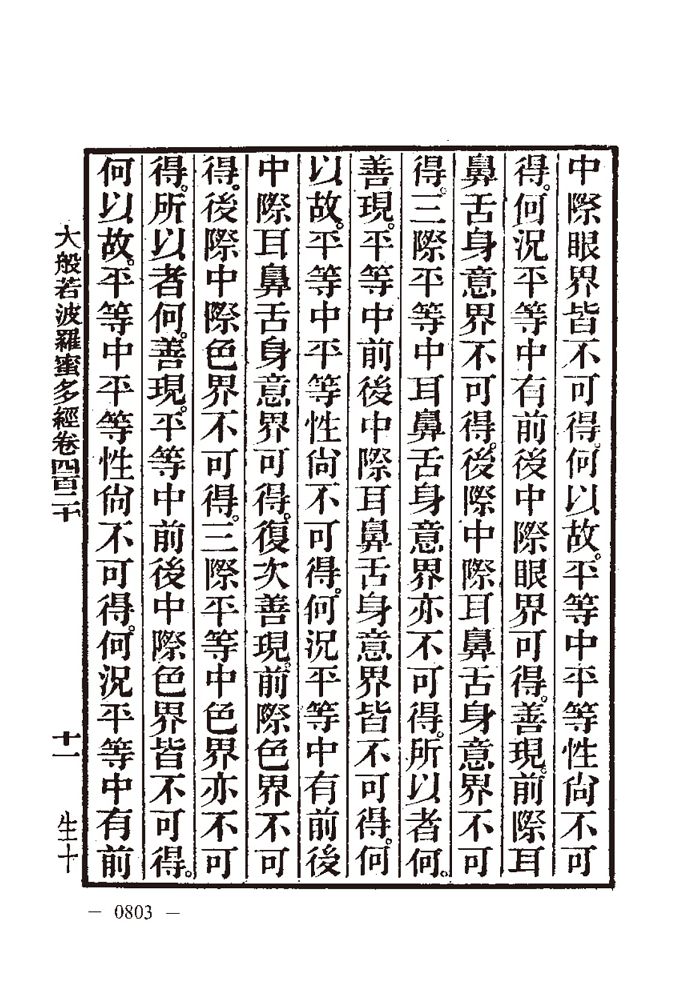 中際眼界皆不可得。何以故。平等中平等性尙不可
得。何況平等中有前後中際眼界可得。善現。前際耳
鼻舌身意界不可得。後際中際耳鼻舌身意界不可
得。三際平等中耳鼻舌身意界亦不可得。所以者何。
善現。平等中前後中際耳鼻舌身意界皆不可得。何
以故。平等中平等性尙不可得。何況平等中有前後
中際耳鼻舌身意界可得。復次善現。前際色界不可
得。後際中際色界不可得。三際平等中色界亦不可
得。所以者何。善現。平等中前後中際色界皆不可得。
何以故。平等中平等性尙不可得。何況平等中有前
大般若波羅蜜多經卷四百二十 十一 生十
— 0803 —